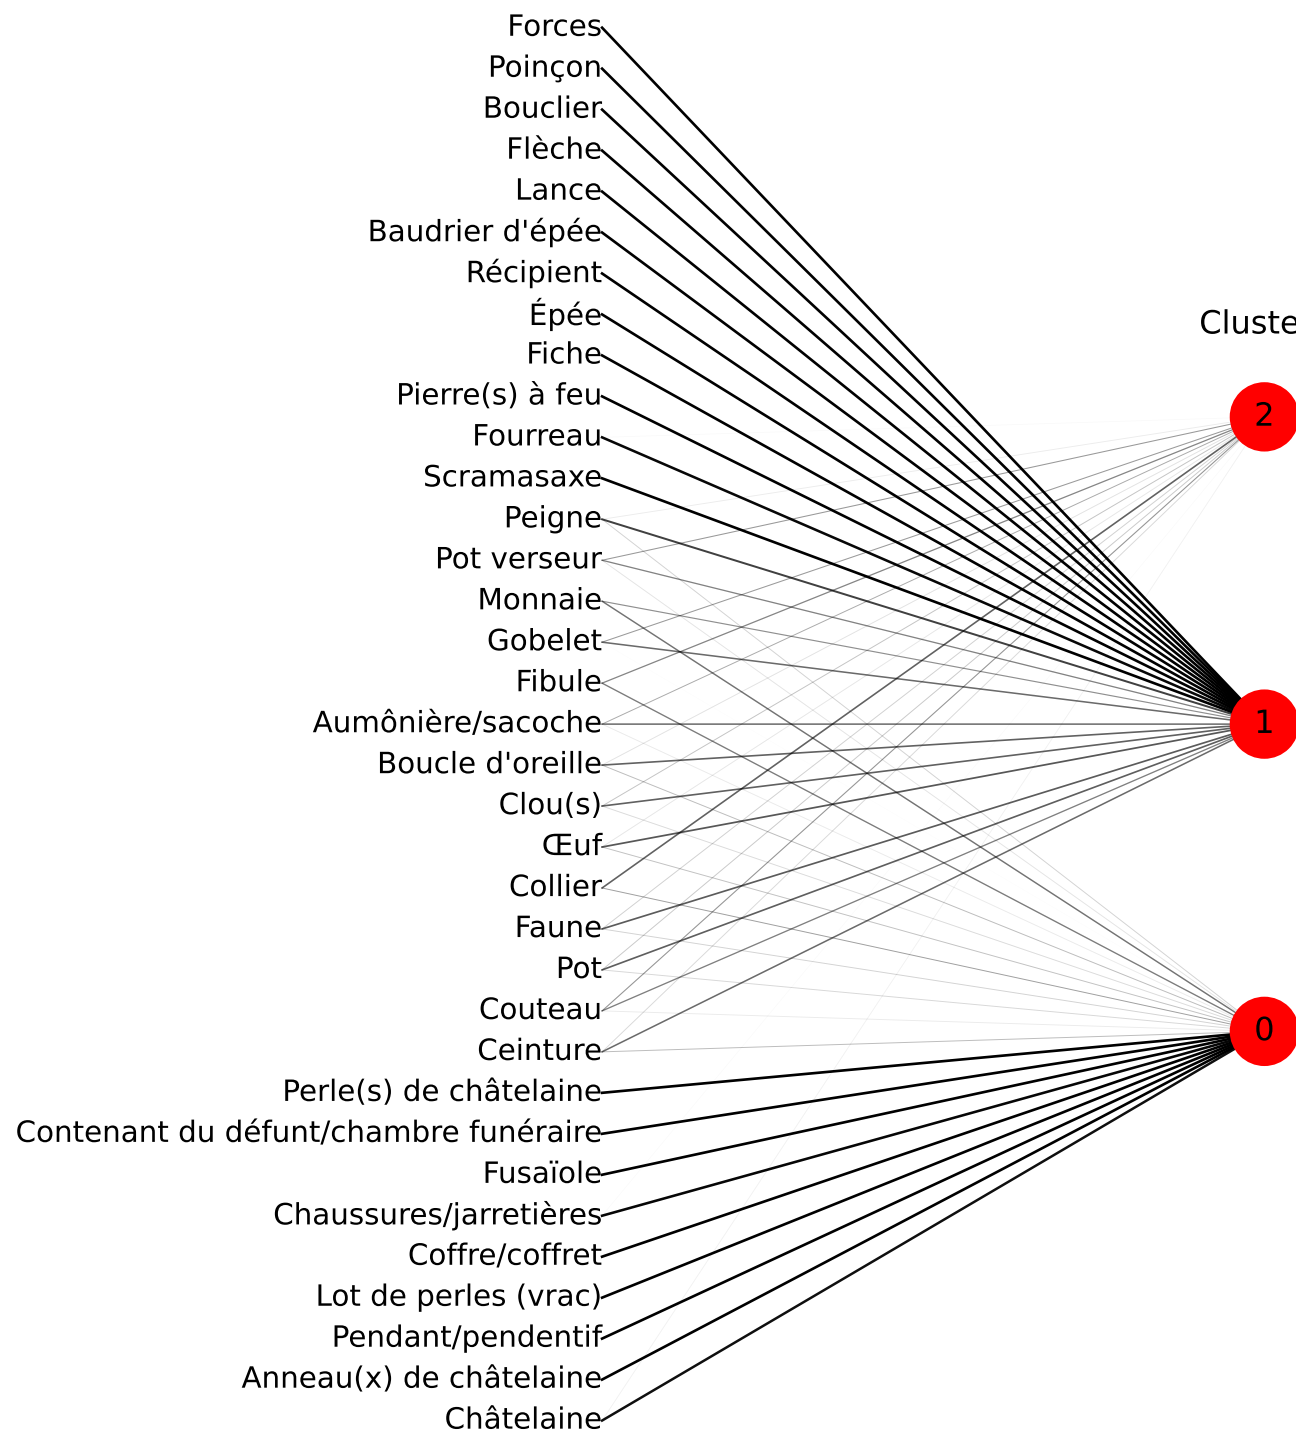 Forces
Poinçon
Bouclier
Flèche
Lance
Baudrier d'épée
Récipient
Épée
Cluste
Fiche
Pierre(s) à feu
2
Fourreau
Scramasaxe
Peigne
Pot verseur
Monnaie
Gobelet
Fibule
Aumônière/sacoche
1
Boucle d'oreille
Clou(s)
Œuf
Collier
Faune
Pot
Couteau
0
Ceinture
Perle(s) de châtelaine
Contenant du défunt/chambre funéraire
Fusaïole
Chaussures/jarretières
Coffre/coffret
Lot de perles (vrac)
Pendant/pendentif
Anneau(x) de châtelaine
Châtelaine